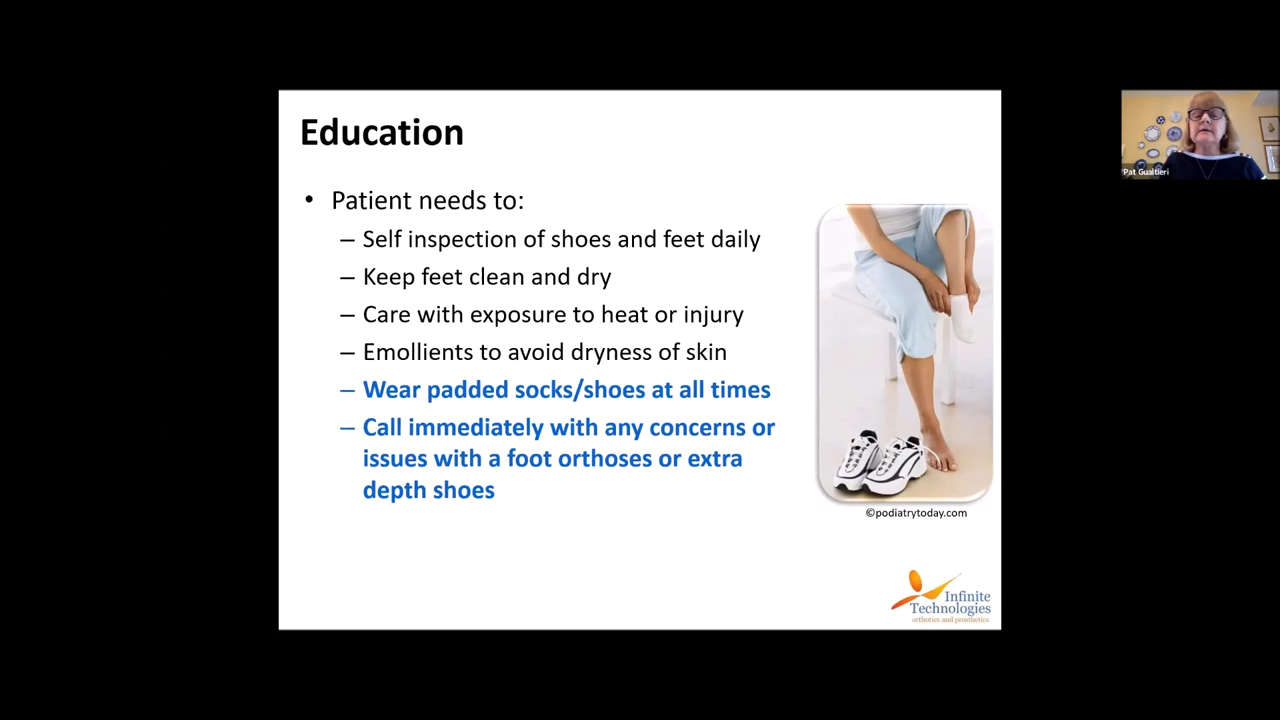 Education
• Patient needs to:
– Self inspection of shoes and feet daily
– Keep feet clean and dry
– Care with exposure to heat or injury
– Emollients to avoid dryness of skin
– Wear padded socks/shoes at all times
– Call immediately with any concerns or
issues with a foot orthoses or extra
depth shoes
©podiatrytoday.com
Infinite
Technologies
orthotics and prosthetics
Pat Gualtieri